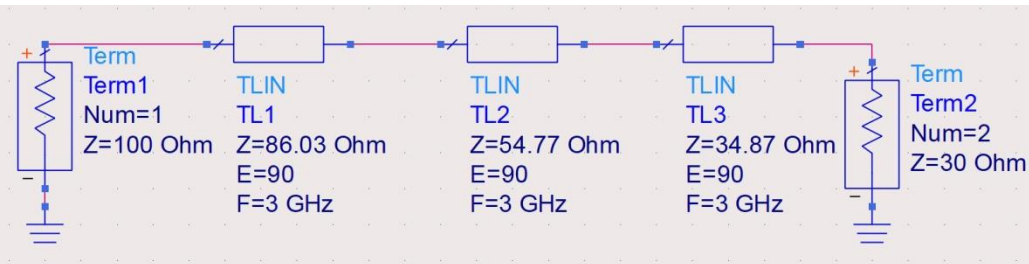 Term
Term1
Num=1
Z=100 Ohm
TLIN
TL1
Z=86.03 Ohm
E=90
F=3 GHz
TLIN
TL2
Z=54.77 Ohm
E=90
F=3 GHz
TLIN
TL3
Z=34.87 Ohm
E=90
F=3 GHz
Term
Term2
Num=2
Z=30 Ohm